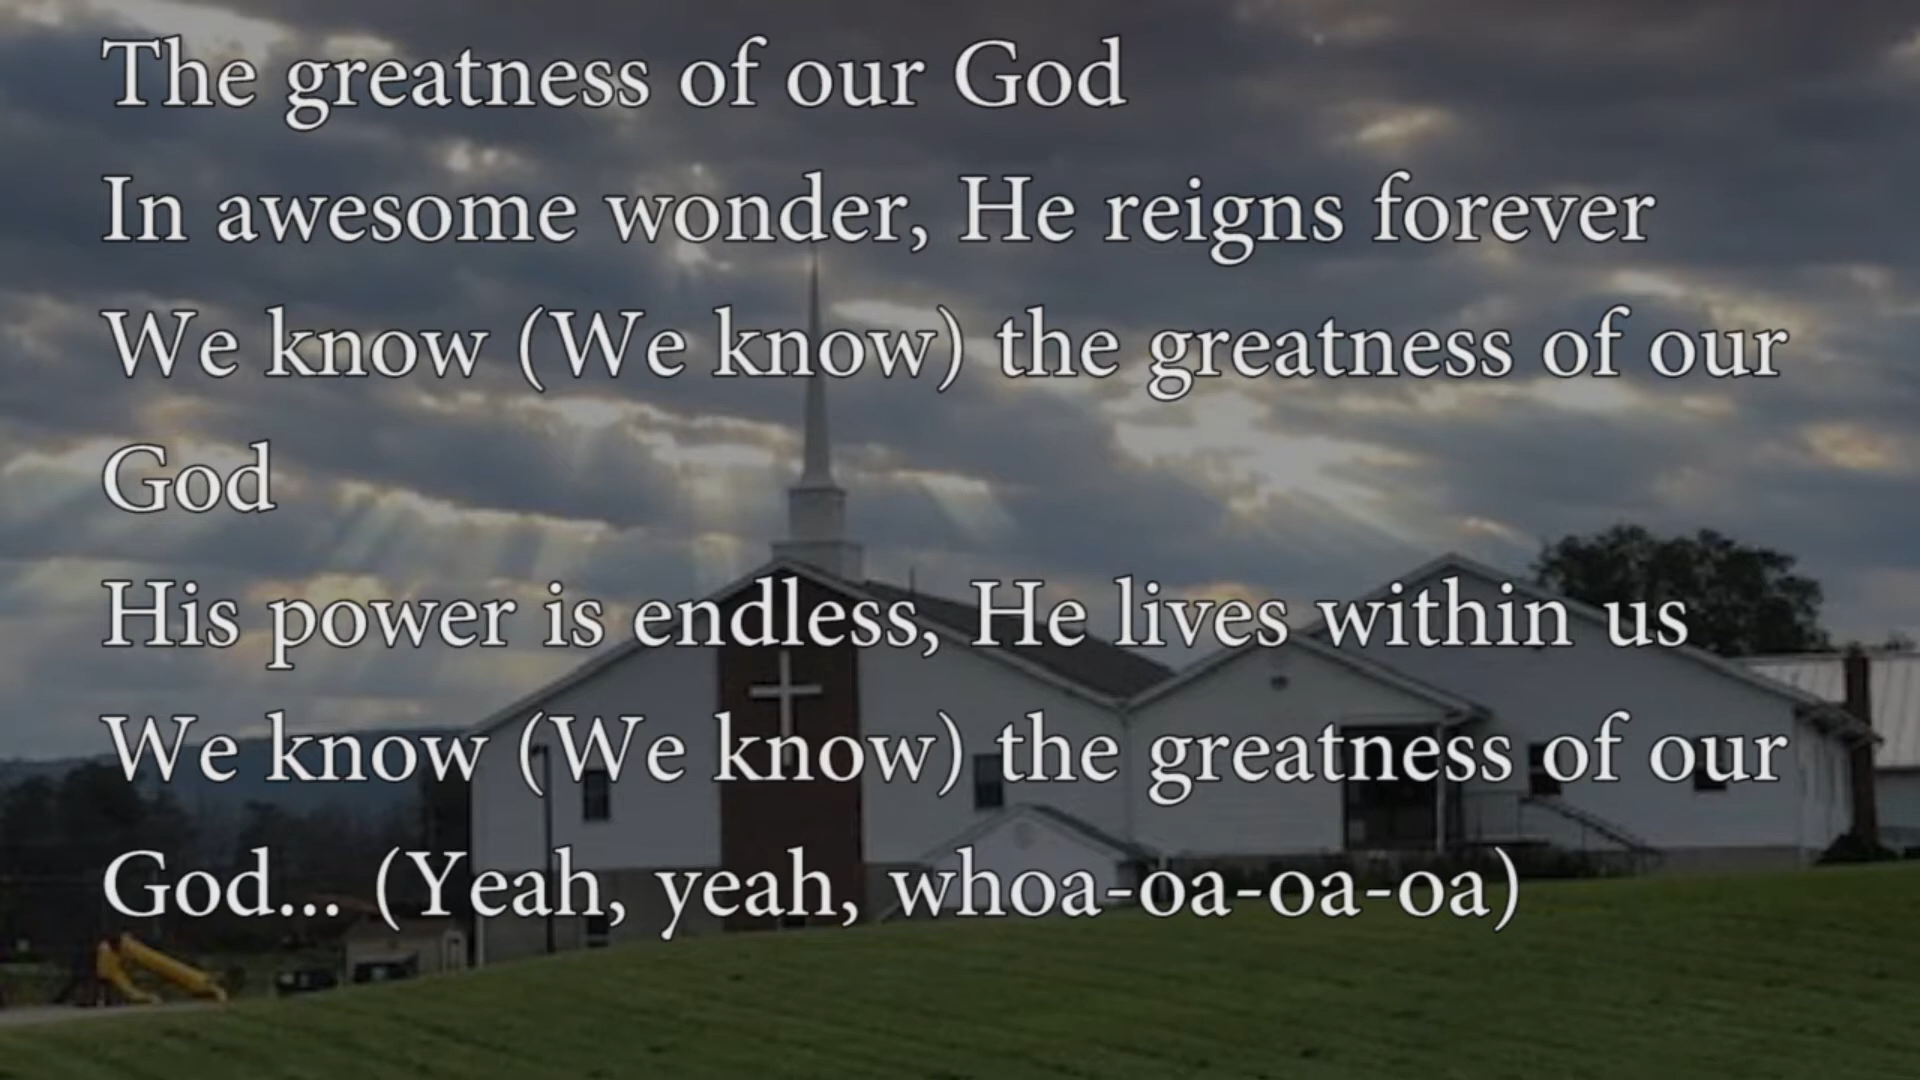 The greatness of our God
In awesome wonder, He reigns forever
We know (We know) the greatness of our
God
His power is endless, He lives within us
We know (We know) the greatness of our
God... (Yeah, yeah, whoa-oa-oa-oa)